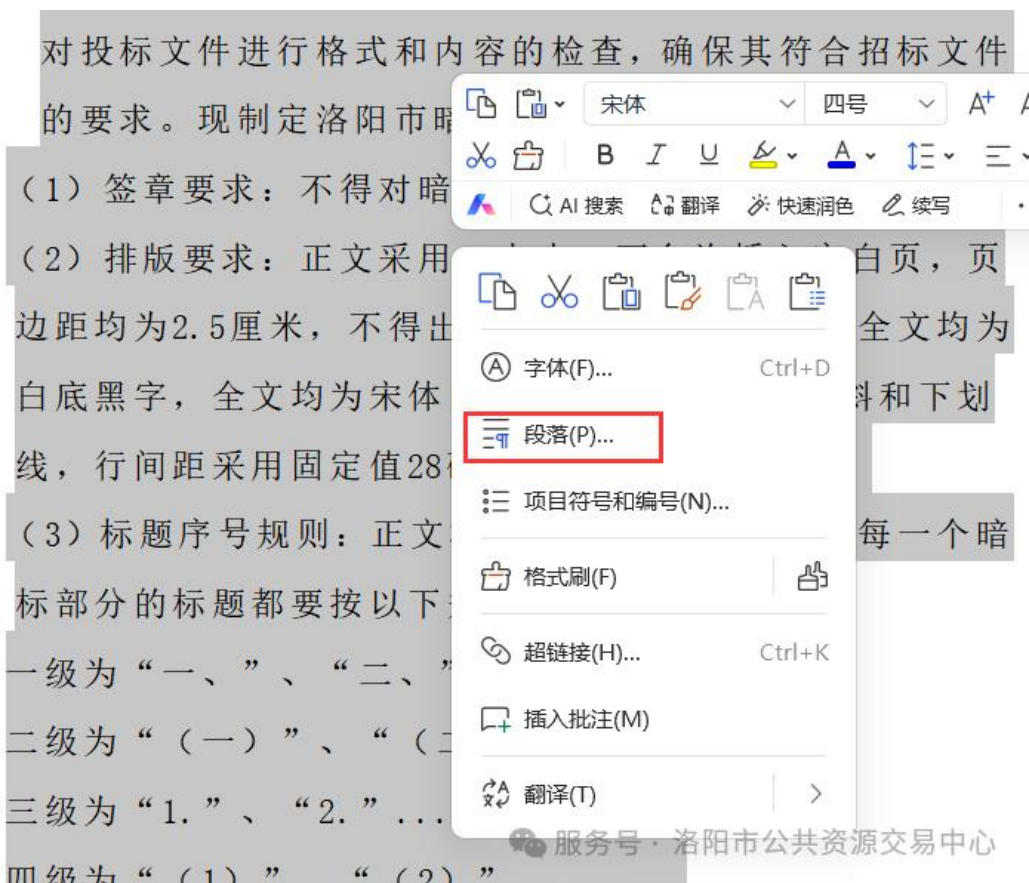 对投标文件进行格式和内容的检查，确保其符合招标文件
的要求。现制定洛阳市暗
宋体 四号 A+
B I U A
（1）签章要求：不得对暗
AI 搜索 翻译 快速润色 续写
（2）排版要求：正文采用 白页，页
边距均为2.5厘米，不得出 全文均为
字体(F)... Ctrl+D
白底黑字，全文均为宋体 和下划
段落(P)...
线，行间距采用固定值28
项目符号和编号(N)...
（3）标题序号规则：正文 每一个暗
格式刷(F)
标部分的标题都要按以下
超链接(H)... Ctrl+K
一级为“一、”、“二、”
插入批注(M)
二级为“（一）”、“（
翻译(T)
三级为“1.”、“2.”...
服务号 · 洛阳市公共资源交易中心
四级为“（1）”、“（2）”